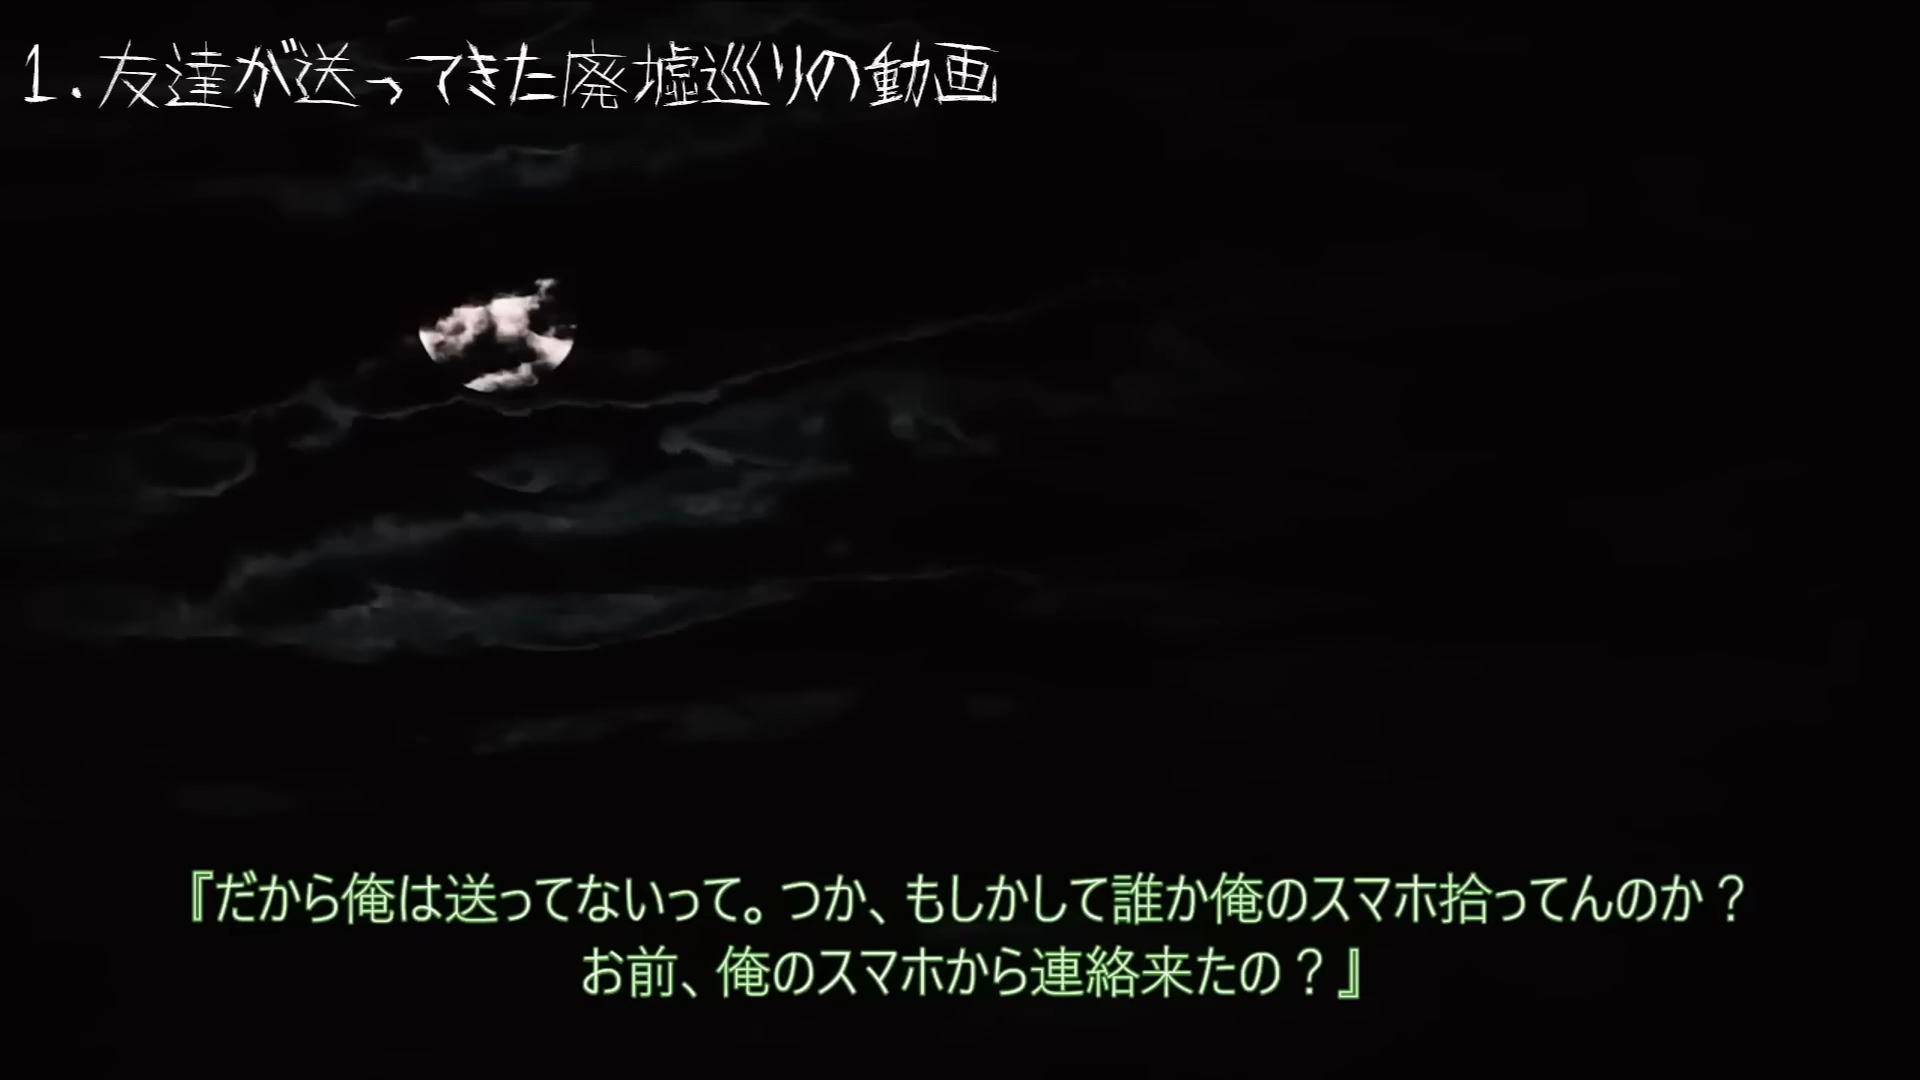 1.友達が送ってきた廃墟巡りの動画
『だから俺は送ってないって。つか、もしかして誰か俺のスマホ拾ってんのか？
お前、俺のスマホから連絡来たの？』